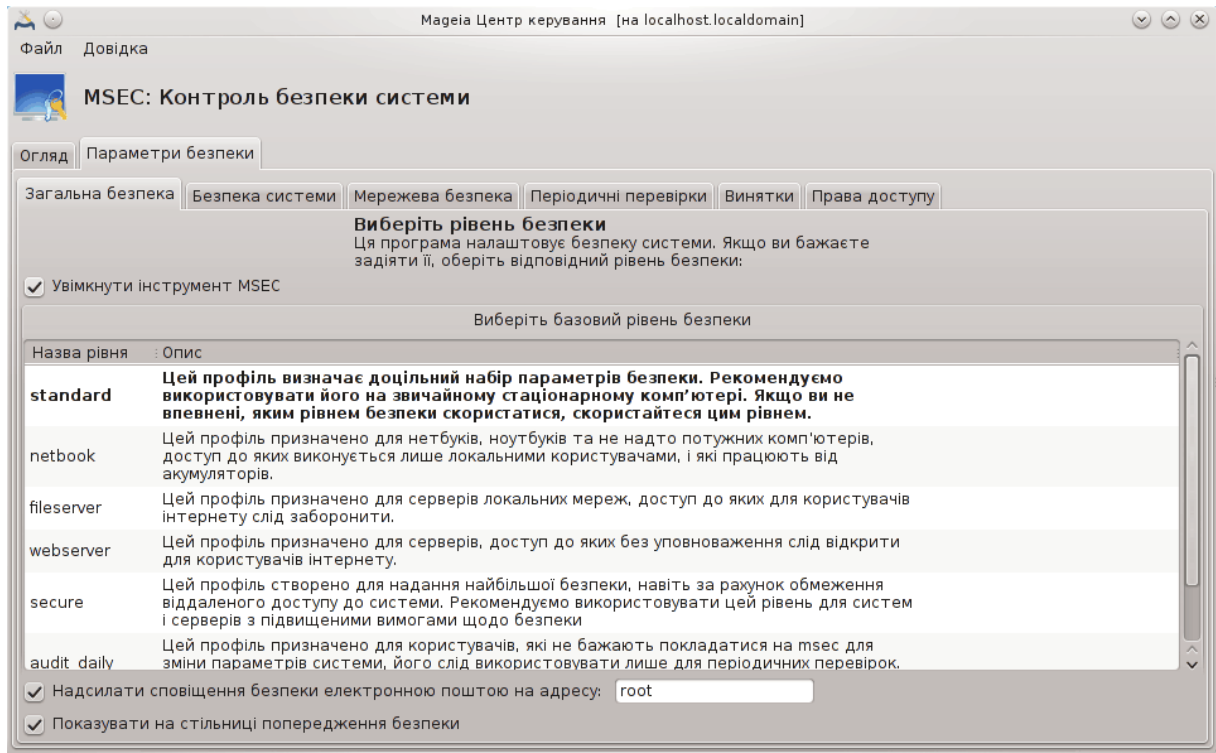 Mageia Центр керування [на localhost.localdomain]
Файл Довідка
MSEC: Контроль безпеки системи
Огляд Параметри безпеки
Загальна безпека Безпека системи Мережева безпека Періодичні перевірки Винятки Права доступу
Виберіть рівень безпеки
Ця програма налаштовує безпеку системи. Якщо ви бажаєте
задіяти її, оберіть відповідний рівень безпеки:
Увімкнути інструмент MSEC
Виберіть базовий рівень безпеки
Назва рівня Опис
standard
Цей профіль визначає доцільний набір параметрів безпеки. Рекомендуємо
використовувати його на звичайному стаціонарному комп’ютері. Якщо ви не
впевнені, яким рівнем безпеки скористатися, скористайтеся цим рівнем.
netbook
Цей профіль призначено для нетбуків, ноутбуків та не надто потужних комп'ютерів,
доступ до яких виконується лише локальними користувачами, і які працюють від
акумуляторів.
fileserver
Цей профіль призначено для серверів локальних мереж, доступ до яких для користувачів
інтернету слід заборонити.
webserver
Цей профіль призначено для серверів, доступ до яких без уповноваження слід відкрити
для користувачів інтернету.
secure
Цей профіль створено для надання найбільшої безпеки, навіть за рахунок обмеження
віддаленого доступу до системи. Рекомендуємо використовувати цей рівень для систем
і серверів з підвищеними вимогами щодо безпеки
audit_daily
Цей профіль призначено для користувачів, які не бажають покладатися на msec для
зміни параметрів системи, його слід використовувати лише для періодичних перевірок.
Надсилати сповіщення безпеки електронною поштою на адресу: root
Показувати на стільниці попередження безпеки